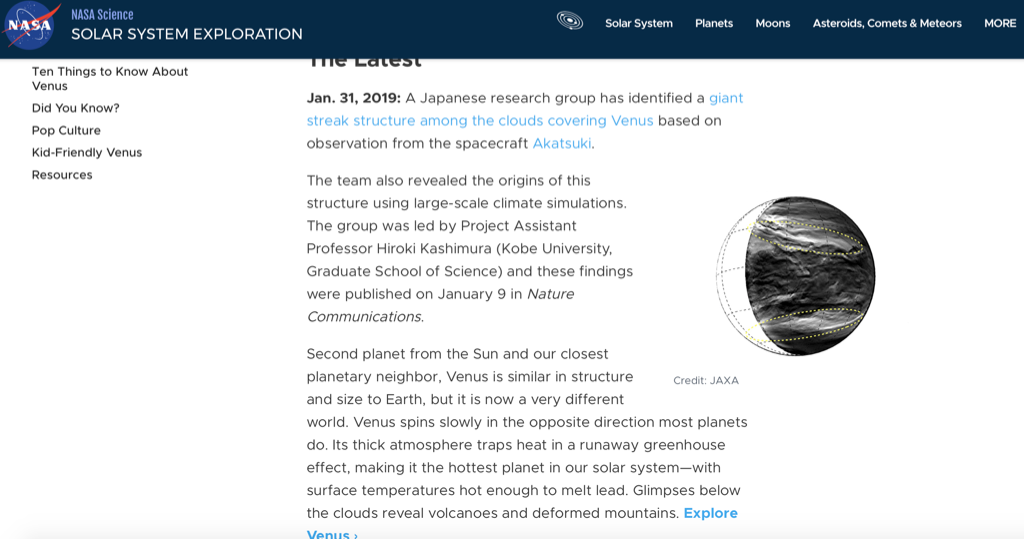 NASA
NASA Science
SOLAR SYSTEM EXPLORATION
Solar System
Planets
Moons
Asteroids, Comets & Meteors
MORE
Ten Things to Know About
Venus
Did You Know?
Pop Culture
Kid-Friendly Venus
Resources
The Latest
Jan. 31, 2019: A Japanese research group has identified a giant
streak structure among the clouds covering Venus based on
observation from the spacecraft Akatsuki.
The team also revealed the origins of this
structure using large-scale climate simulations.
The group was led by Project Assistant
Professor Hiroki Kashimura (Kobe University,
Graduate School of Science) and these findings
were published on January 9 in Nature
Communications.
Credit: JAXA
Second planet from the Sun and our closest
planetary neighbor, Venus is similar in structure
and size to Earth, but it is now a very different
world. Venus spins slowly in the opposite direction most planets
do. Its thick atmosphere traps heat in a runaway greenhouse
effect, making it the hottest planet in our solar system—with
surface temperatures hot enough to melt lead. Glimpses below
the clouds reveal volcanoes and deformed mountains. Explore
Venus ›